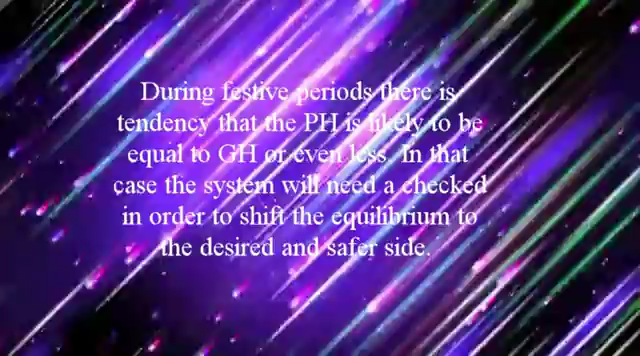 During festive periods there is
tendency that the PH is likely to be
equal to GH or even less. In that
case the system will need a checked
in order to shift the equilibrium to
the desired and safer side.